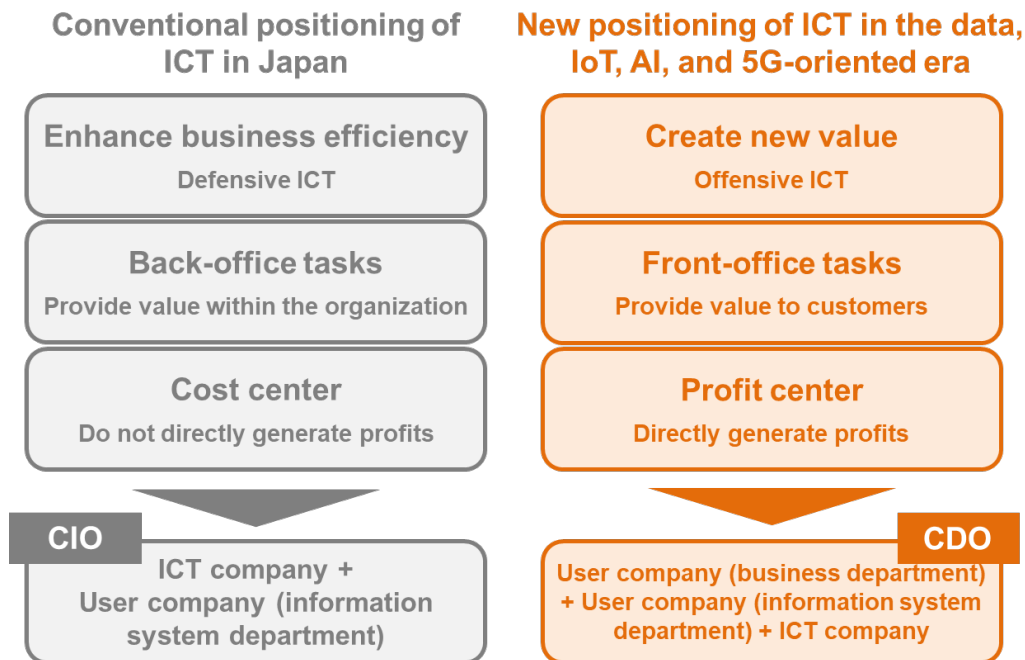 Conventional positioning of
ICT in Japan
Enhance business efficiency
Defensive ICT
Back-office tasks
Provide value within the organization
Cost center
Do not directly generate profits
CIO
ICT company +
User company (information
system department)
New positioning of ICT in the data,
IoT, AI, and 5G-oriented era
Create new value
Offensive ICT
Front-office tasks
Provide value to customers
Profit center
Directly generate profits
CDO
User company (business department)
+ User company (information system
department) + ICT company